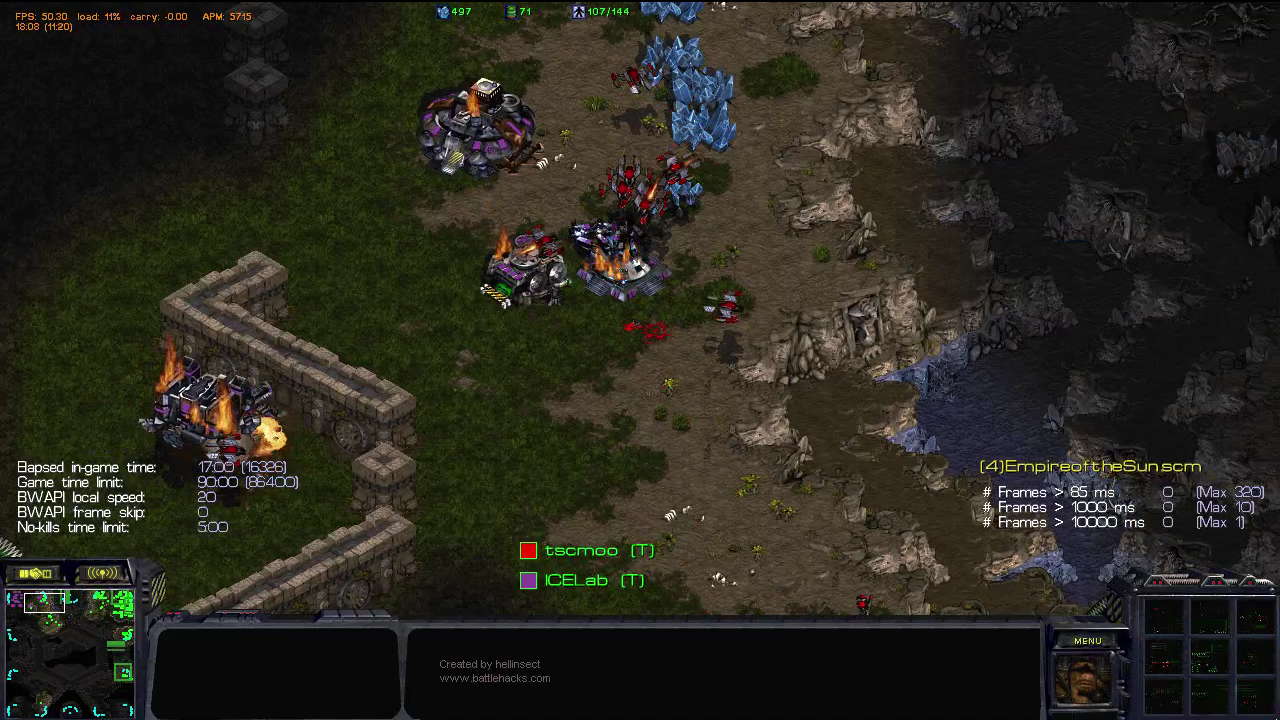 FPS: 50.30 load: 11% carry: -0.00 APM: 5715
18:08 (11:20)
497 71 107/144
Elapsed in-game time: 17:00 (16326)
Game time limit: 90:00 (86400)
BWAPI local speed: 20
BWAPI frame skip: 0
No-kills time limit: 5:00
(4)EmpireoftheSun.scm
# Frames > 85 ms 0 (Max 320)
# Frames > 1000 ms 0 (Max 10)
# Frames > 10000 ms 0 (Max 1)
tscmoo (T)
ICELab (T)
MENU
Created by hellinsect
www.battlehacks.com